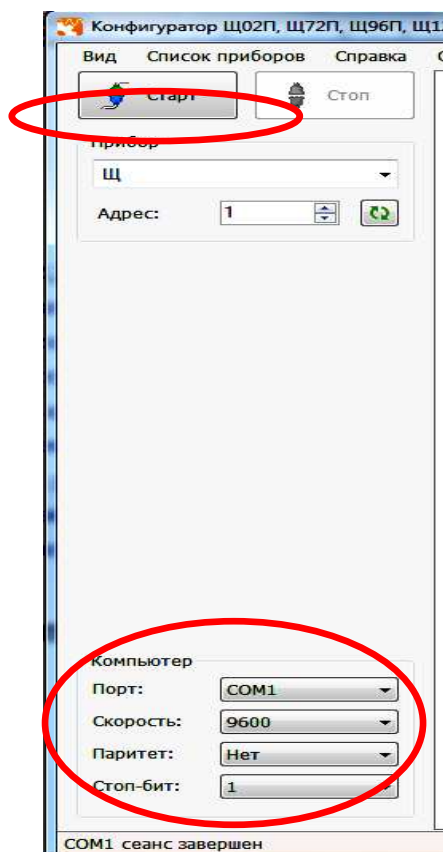 Конфигуратор Щ02П, Щ72П, Щ96П, Щ1
Вид Список приборов Справка
Старт Стоп
Прибор
Щ
Адрес: 1
Компьютер
Порт: COM1
Скорость: 9600
Паритет: Нет
Стоп-бит: 1
COM1 сеанс завершен